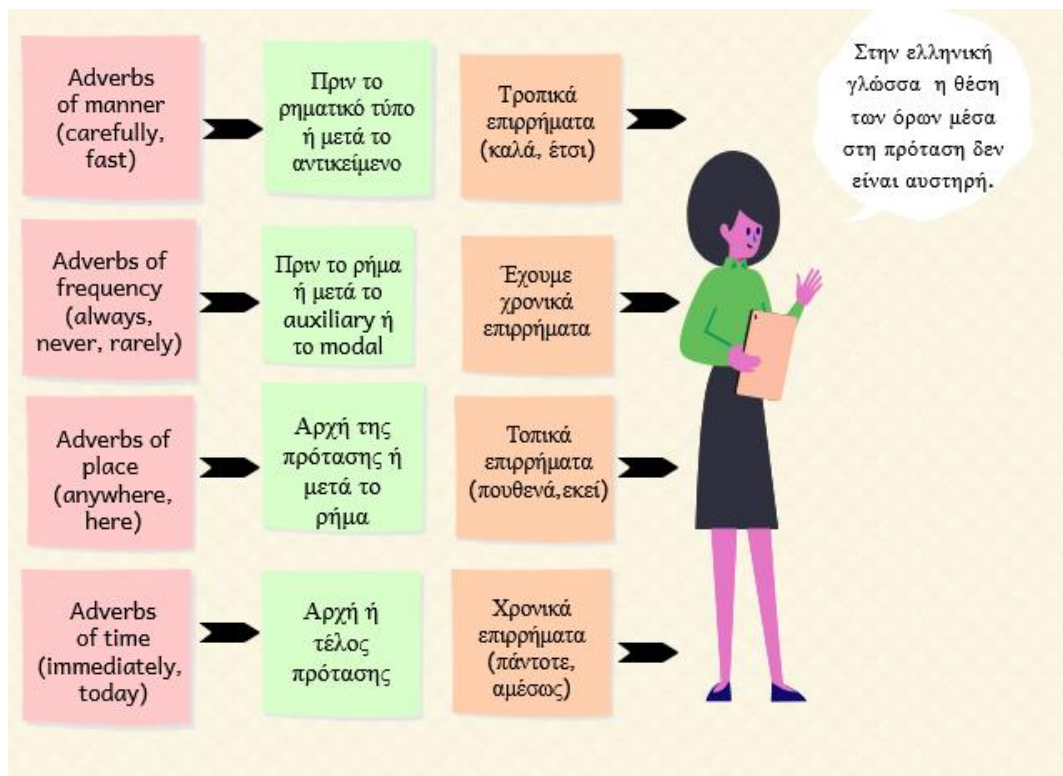 Adverbs
of manner
(carefully,
fast)
Πριν το
ρηματικό τύπο
ή μετά το
αντικείμενο
Τροπικά
επιρρήματα
(καλά, έτσι)
Στην ελληνική
γλώσσα η θέση
των όρων μέσα
στη πρόταση δεν
είναι αυστηρή.
Adverbs of
frequency
(always,
never, rarely)
Πριν το ρήμα
ή μετά το
auxiliary ή
το modal
Έχουμε
χρονικά
επιρρήματα
Adverbs of
place
(anywhere,
here)
Αρχή της
πρότασης ή
μετά το
ρήμα
Τοπικά
επιρρήματα
(πουθενά,εκεί)
Adverbs
of time
(immediately,
today)
Αρχή ή
τέλος
πρότασης
Χρονικά
επιρρήματα
(πάντοτε,
αμέσως)